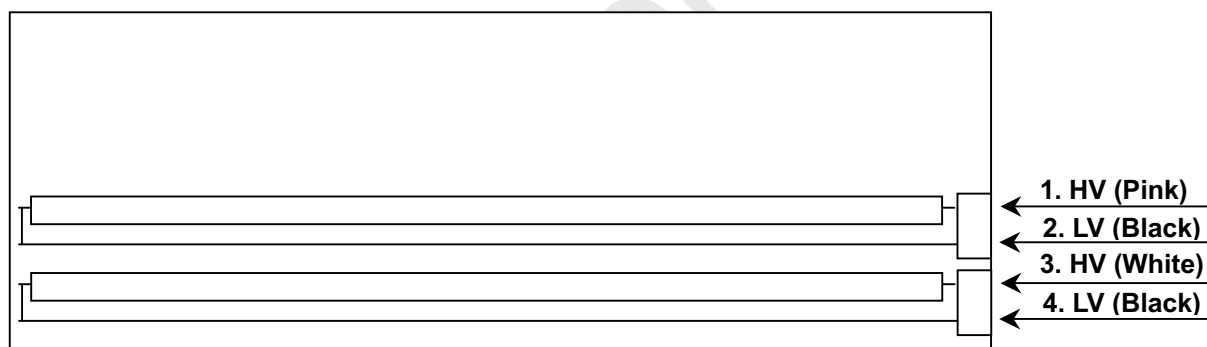 1. HV (Pink)
2. LV (Black)
3. HV (White)
4. LV (Black)